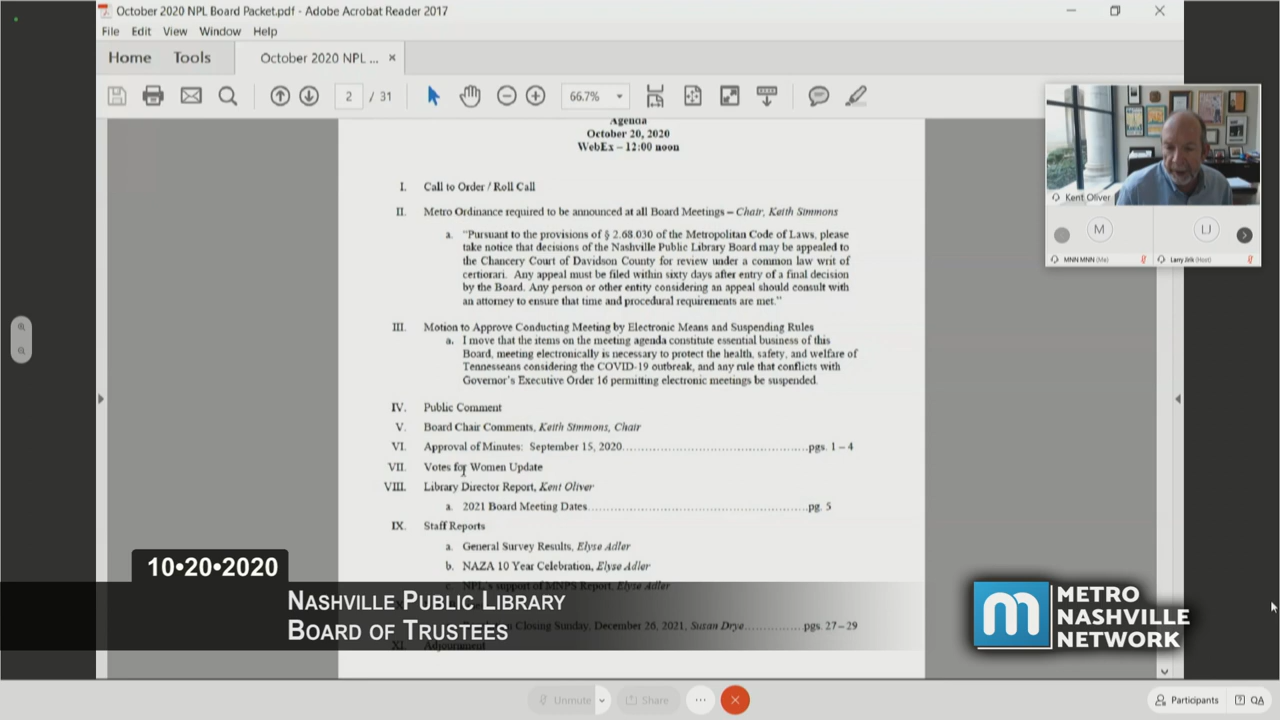 October 2020 NPL Board Packet.pdf - Adobe Acrobat Reader 2017
File Edit View Window Help
Home Tools October 2020 NPL ... ×
2 / 31 66.7%
Agenda
October 20, 2020
WebEx – 12:00 noon
I. Call to Order / Roll Call
II. Metro Ordinance required to be announced at all Board Meetings – Chair, Keith Simmons
a. "Pursuant to the provisions of § 2.68.030 of the Metropolitan Code of Laws, please
take notice that decisions of the Nashville Public Library Board may be appealed to
the Chancery Court of Davidson County for review under a common law writ of
certiorari. Any appeal must be filed within sixty days after entry of a final decision
by the Board. Any person or other entity considering an appeal should consult with
an attorney to ensure that time and procedural requirements are met."
III. Motion to Approve Conducting Meeting by Electronic Means and Suspending Rules
a. I move that the items on the meeting agenda constitute essential business of this
Board, meeting electronically is necessary to protect the health, safety, and welfare of
Tennesseans considering the COVID-19 outbreak, and any rule that conflicts with
Governor's Executive Order 16 permitting electronic meetings be suspended.
IV. Public Comment
V. Board Chair Comments, Keith Simmons, Chair
VI. Approval of Minutes: September 15, 2020 pgs. 1 – 4
VII. Votes for Women Update
VIII. Library Director Report, Kent Oliver
a. 2021 Board Meeting Dates pg. 5
IX. Staff Reports
a. General Survey Results, Elyse Adler
b. NAZA 10 Year Celebration, Elyse Adler
c. NPL's support of MNPS Report, Elyse Adler
Closing Sunday, December 26, 2021, Susan Drye pgs. 27 – 29
XI. Adjournment
Kent Oliver
M LJ
MNN MNN (Me) Larry Jirik (Host)
10•20•2020
Nashville Public Library
Board of Trustees
m METRO
NASHVILLE
NETWORK
Unmute Share ... Participants QA